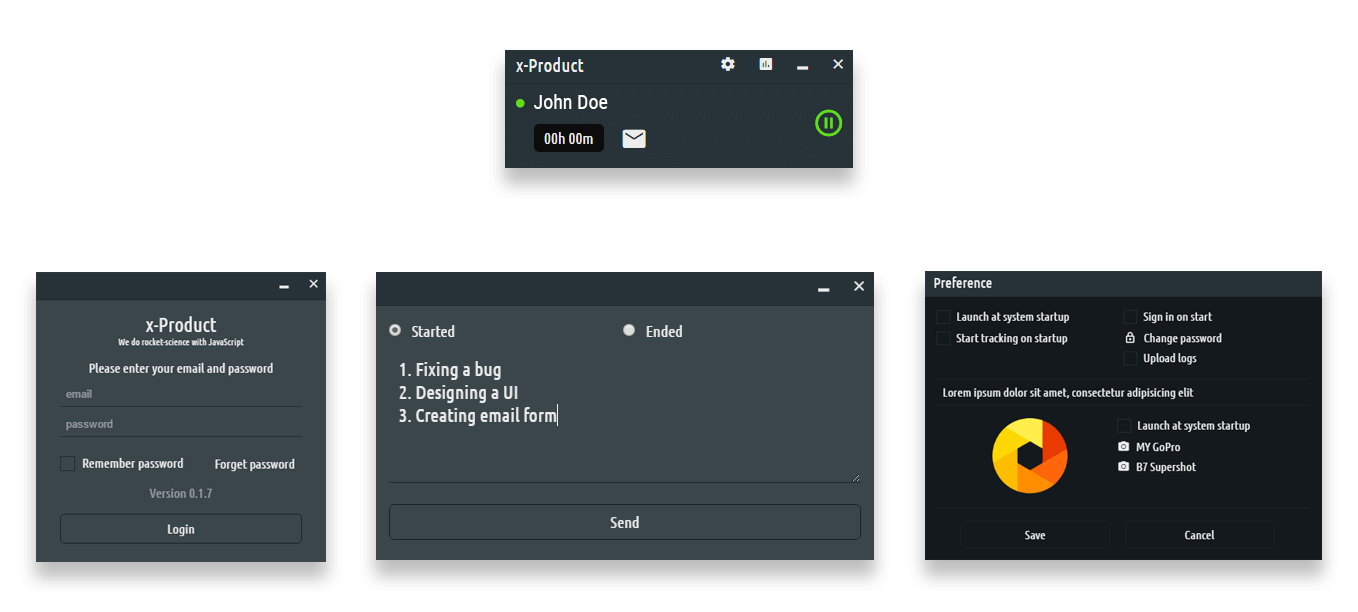 x-Product
John Doe
00h 00m
x-Product
We do rocket-science with JavaScript
Please enter your email and password
email
password
Remember password Forget password
Version 0.1.7
Login
Started Ended
1. Fixing a bug
2. Designing a UI
3. Creating email form
Send
Preference
Launch at system startup Sign in on start
Start tracking on startup Change password
Upload logs
Lorem ipsum dolor sit amet, consectetur adipisicing elit
Launch at system startup
MY GoPro
B7 Supershot
Save Cancel